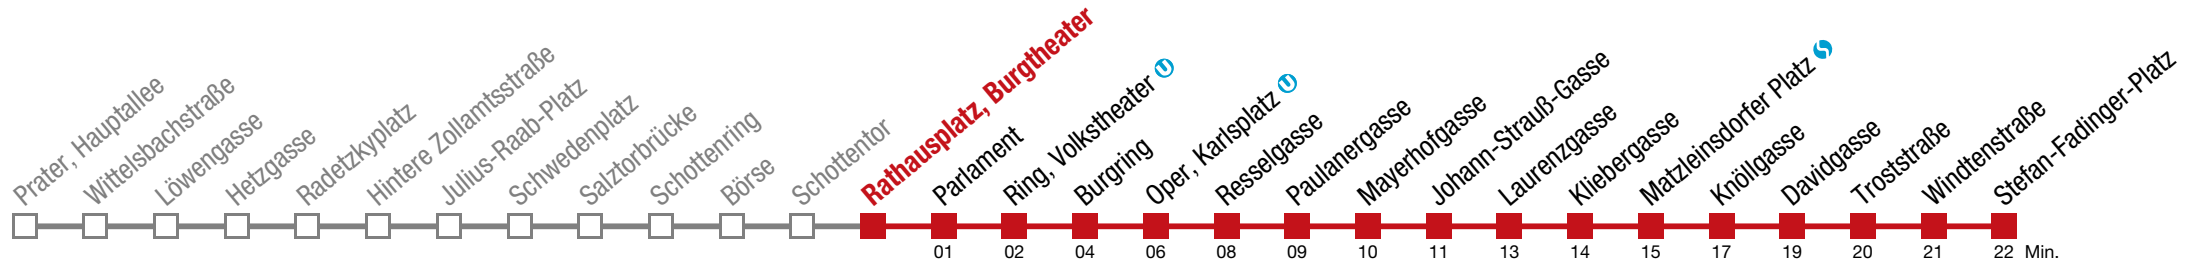 Prater, Hauptallee
Wittelsbachstraße
Löwengasse
Hetzgasse
Radetzkyplatz
Hintere Zollamtsstraße
Julius-Raab-Platz
Schwedenplatz
Salztorbrücke
Schottenring
Börse
Schottentor
Rathausplatz, Burgtheater
Parlament
Ring, Volkstheater U
Burgring
Oper, Karlsplatz U
Resselgasse
Paulanergasse
Mayerhofgasse
Johann-Strauß-Gasse
Laurenzgasse
Kliebergasse
Matzleinsdorfer Platz S
Knöllgasse
Davidgasse
Troststraße
Windtenstraße
Stefan-Fadinger-Platz
01 02 04 06 08 09 10 11 13 14 15 17 19 20 21 22 Min.